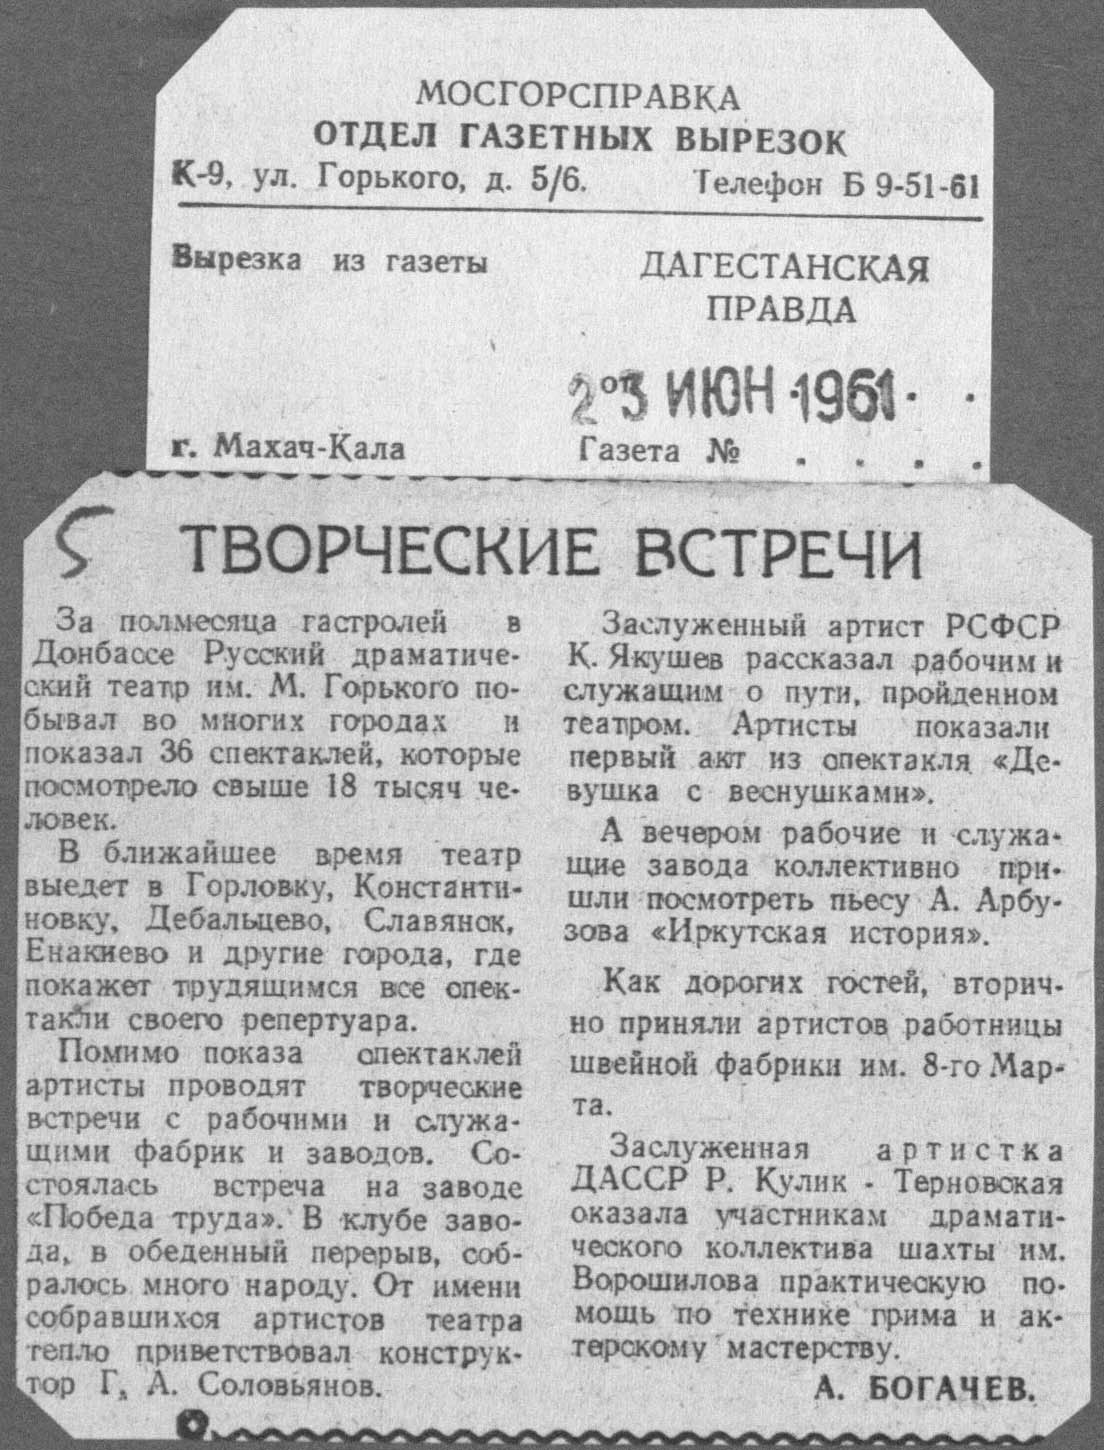 МОСГОРСПРАВКА
ОТДЕЛ ГАЗЕТНЫХ ВЫРЕЗОК
К-9, ул. Горького, д. 5/6. Телефон Б 9-51-61
Вырезка из газеты
ДАГЕСТАНСКАЯ
ПРАВДА
от
23 ИЮН 1961 . .
г. Махач-Кала Газета № . . . .
5
ТВОРЧЕСКИЕ ВСТРЕЧИ
За полмесяца гастролей в
Донбассе Русский драматиче-
ский театр им. М. Горького по-
бывал во многих городах и
показал 36 спектаклей, которые
посмотрело свыше 18 тысяч че-
ловек.
В ближайшее время театр
выедет в Горловку, Константи-
новку, Дебальцево, Славянск,
Енакиево и другие города, где
покажет трудящимся все спек-
такли своего репертуара.
Помимо показа спектаклей
артисты проводят творческие
встречи с рабочими и служа-
щими фабрик и заводов. Со-
стоялась встреча на заводе
«Победа труда». В клубе заво-
да, в обеденный перерыв, соб-
ралось много народу. От имени
собравшихся артистов театра
тепло приветствовал конструк-
тор Г. А. Соловьянов.
Заслуженный артист РСФСР
К. Якушев рассказал рабочим и
служащим о пути, пройденном
театром. Артисты показали
первый акт из спектакля «Де-
вушка с веснушками».
А вечером рабочие и служа-
щие завода коллективно при-
шли посмотреть пьесу А. Арбу-
зова «Иркутская история».
Как дорогих гостей, вторич-
но приняли артистов работницы
швейной фабрики им. 8-го Мар-
та.
Заслуженная артистка
ДАССР Р. Кулик - Терновская
оказала участникам драмати-
ческого коллектива шахты им.
Ворошилова практическую по-
мощь по технике грима и ак-
терскому мастерству.
А. БОГАЧЕВ.